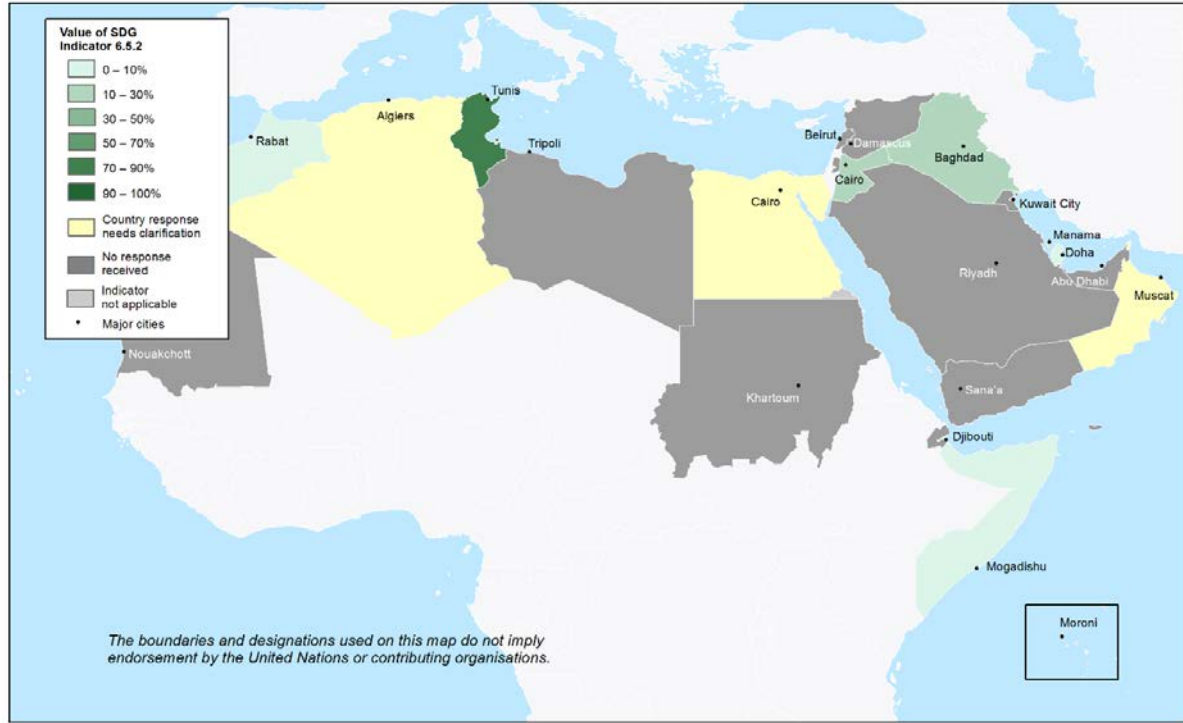 Value of SDG
Indicator 6.5.2
0 – 10%
10 – 30%
30 – 50%
50 – 70%
70 – 90%
90 – 100%
Country response
needs clarification
No response
received
Indicator
not applicable
Major cities
Rabat
Algiers
Tunis
Tripoli
Beirut
Damascus
Cairo
Baghdad
Cairo
Kuwait City
Manama
Doha
Riyadh
Abu Dhabi
Muscat
Nouakchott
Khartoum
Sana'a
Djibouti
Mogadishu
Moroni
The boundaries and designations used on this map do not imply
endorsement by the United Nations or contributing organisations.